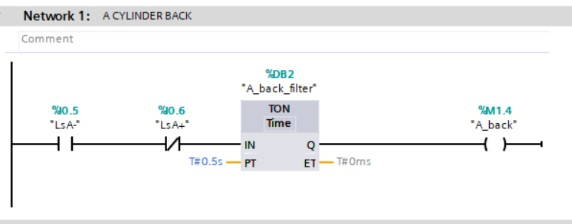 Network 1: A CYLINDER BACK
Comment
%DB2
"A_back_filter"
%I0.5
"LsA-"
%I0.6
"LsA+"
TON
Time
%M1.4
"A_back"
IN
Q
T#0.5s
PT
ET
T#0ms